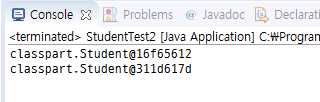 Console Problems @ Javadoc Declarati
<terminated> StudentTest2 [Java Application] C:₩Program
classpart.Student@16f65612
classpart.Student@311d617d